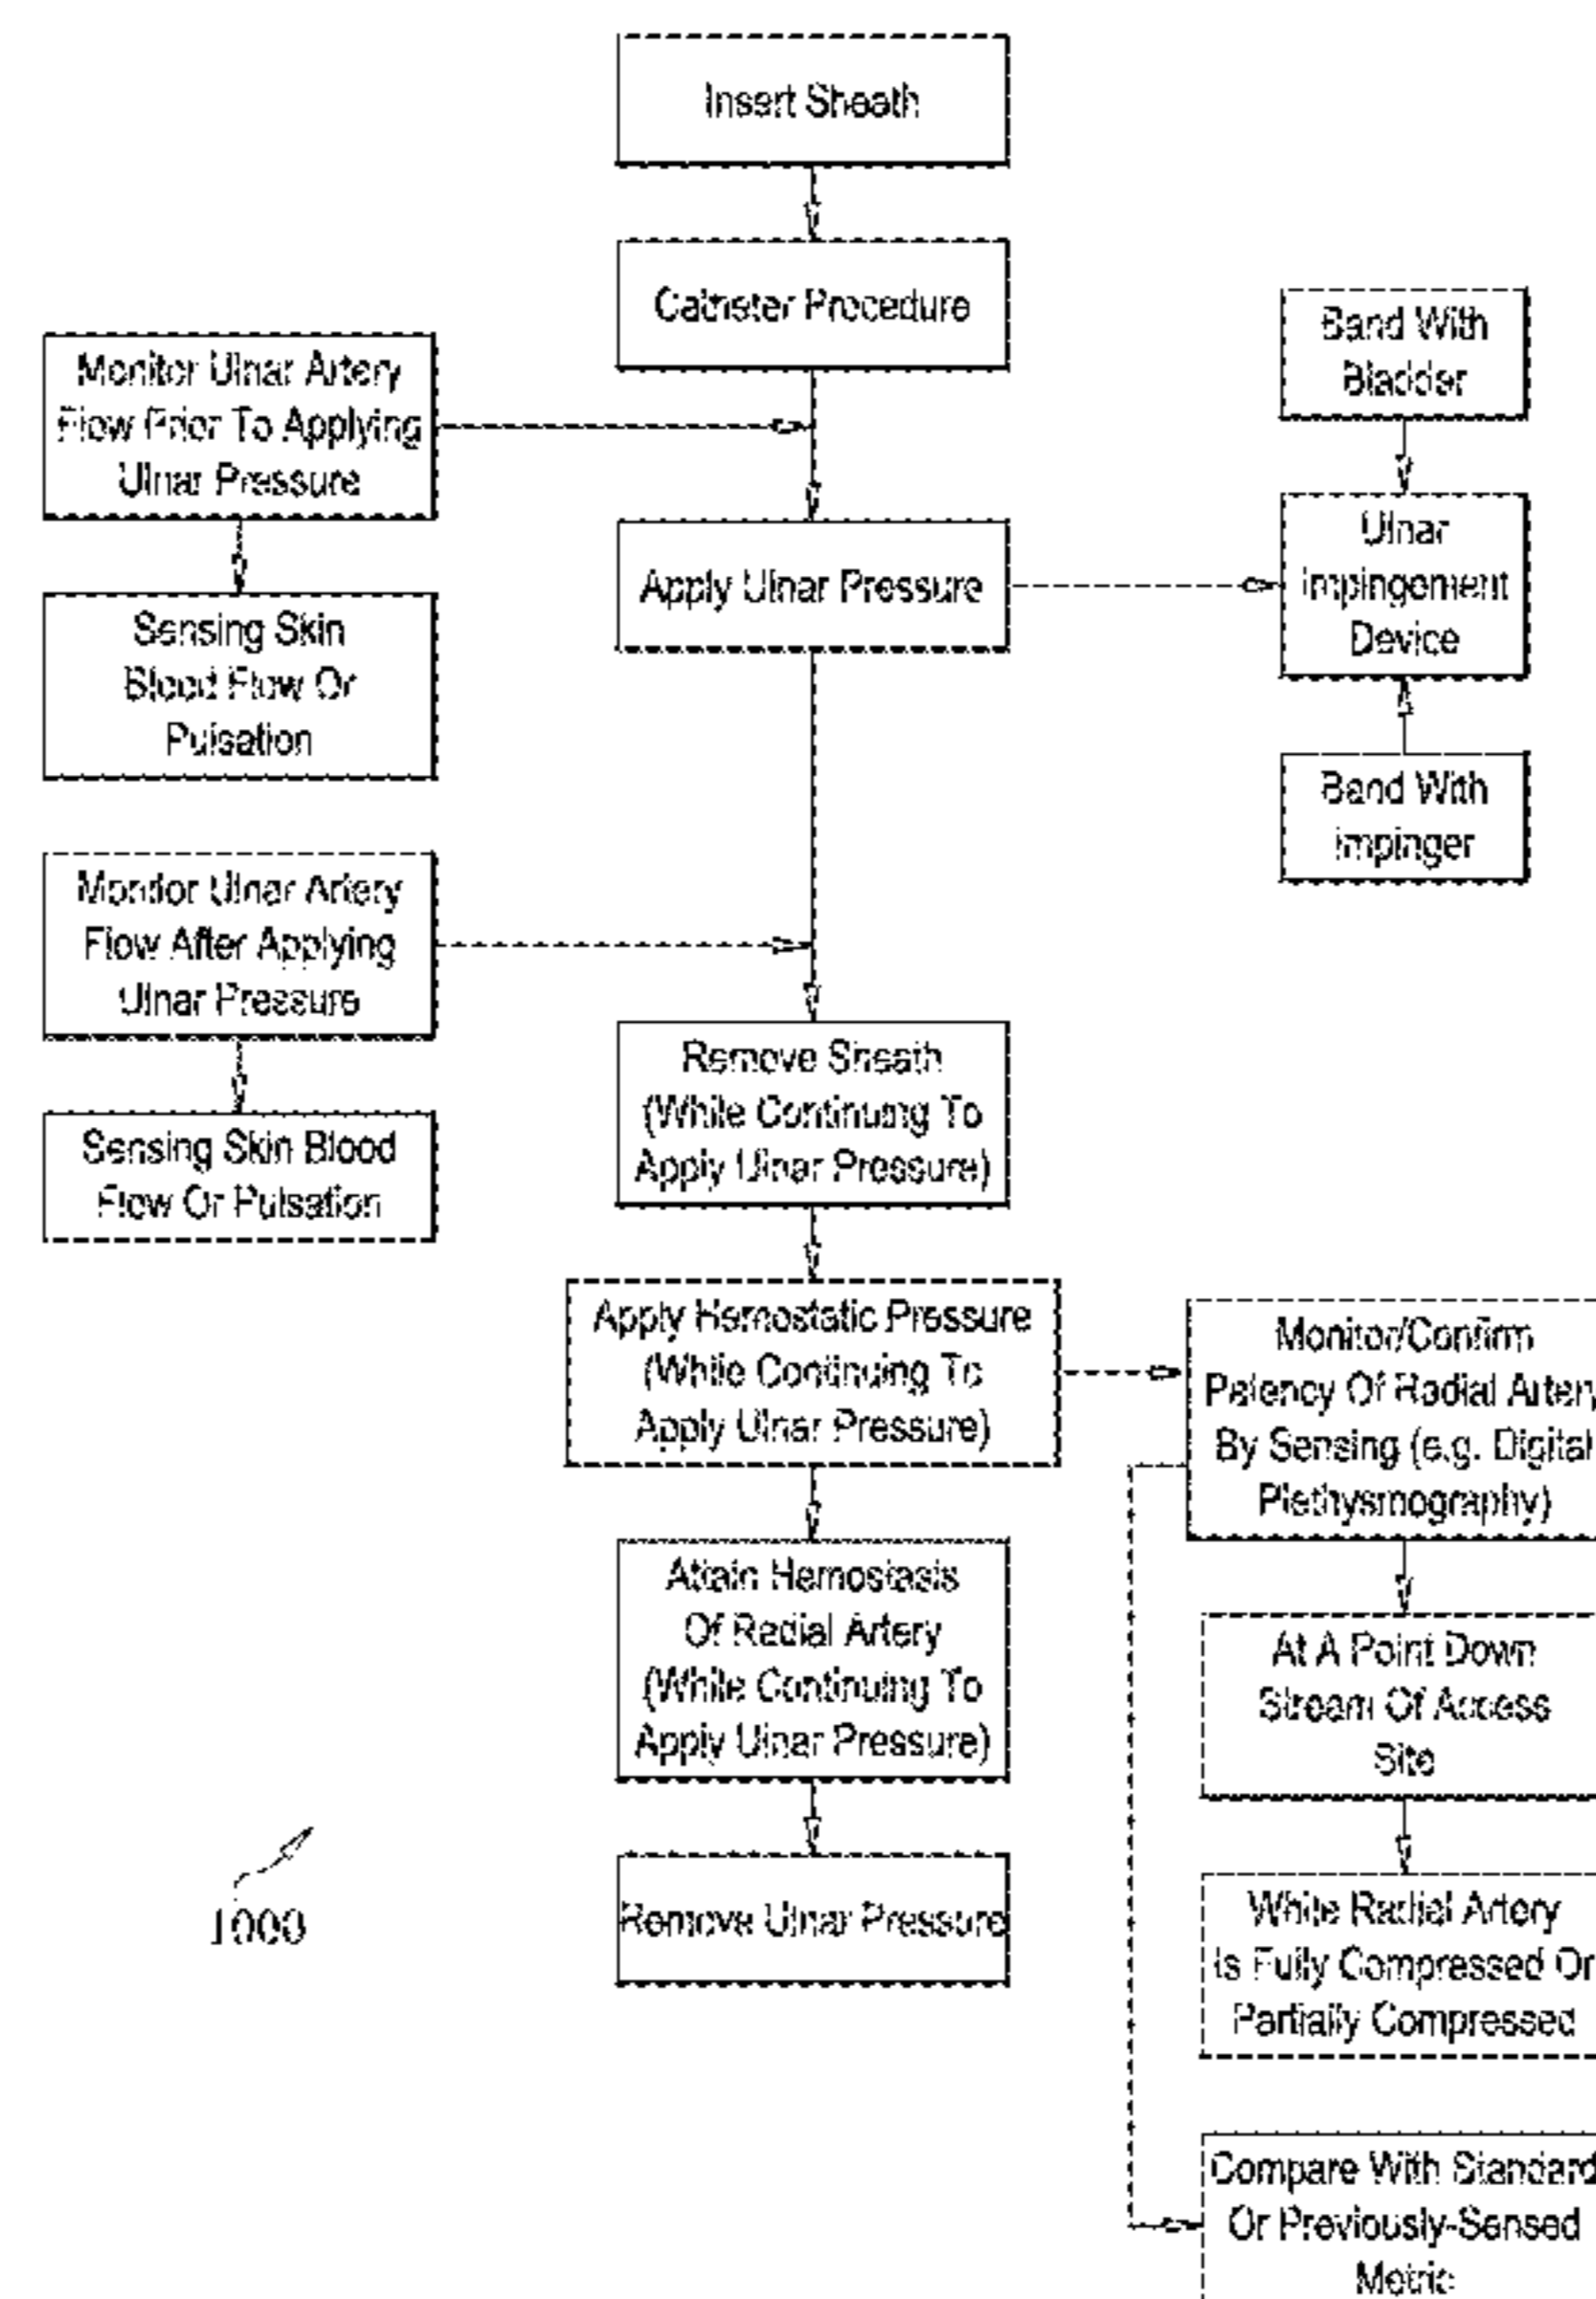 Insert Sheath
Catheter Procedure
Monitor Ulnar Artery
Flow Prior To Applying
Ulnar Pressure
Band With
Bladder
Apply Ulnar Pressure
Ulnar
Impingement
Device
Sensing Skin
Blood Flow Or
Pulsation
Band With
Impinger
Monitor Ulnar Artery
Flow After Applying
Ulnar Pressure
Remove Sheath
(While Continuing To
Apply Ulnar Pressure)
Sensing Skin Blood
Flow Or Pulsation
Apply Hemostatic Pressure
(While Continuing To
Apply Ulnar Pressure)
Monitor/Confirm
Patency Of Radial Artery
By Sensing (e.g. Digital
Plethysmography)
Attain Hemostasis
Of Radial Artery
(While Continuing To
Apply Ulnar Pressure)
At A Point Down
Stream Of Access
Site
Remove Ulnar Pressure
While Radial Artery
Is Fully Compressed Or
Partially Compressed
1000
Compare With Standard
Or Previously-Sensed
Metric